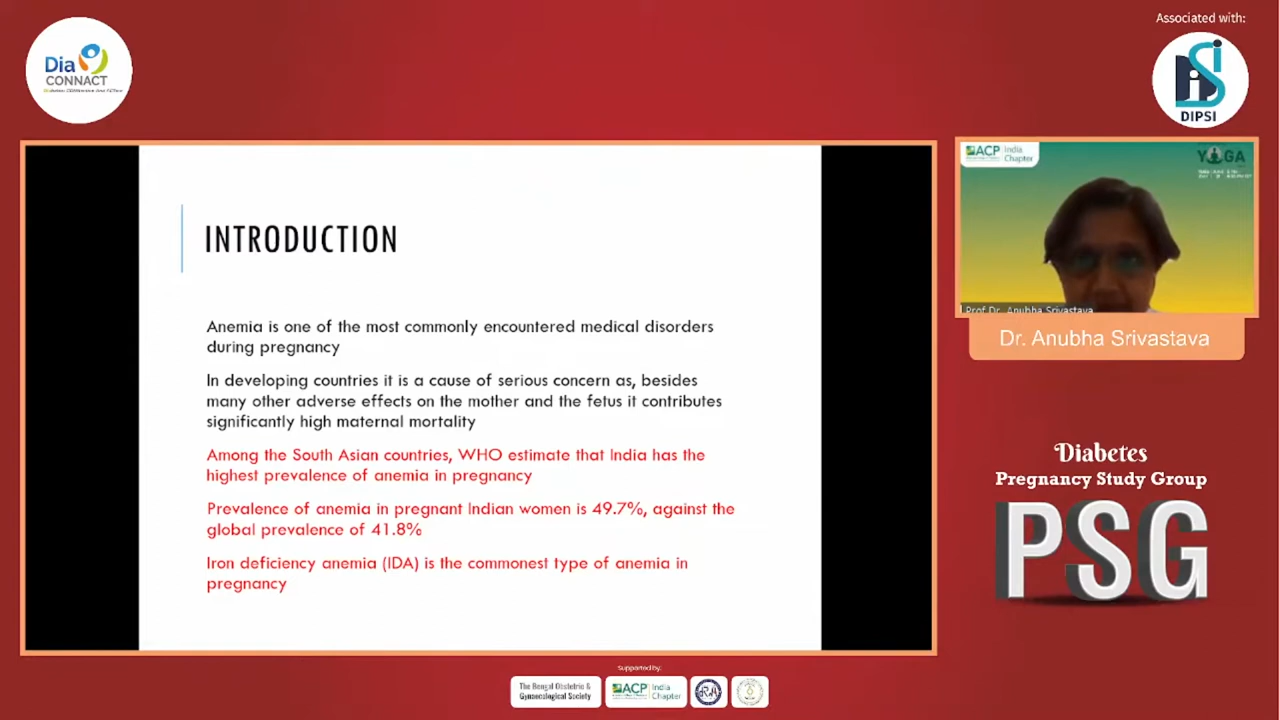 Associated with:
Dia
CONNACT
DIPSI
ACP India
Chapter
YOGA
INTRODUCTION
Anemia is one of the most commonly encountered medical disorders
during pregnancy
In developing countries it is a cause of serious concern as, besides
many other adverse effects on the mother and the fetus it contributes
significantly high maternal mortality
Among the South Asian countries, WHO estimate that India has the
highest prevalence of anemia in pregnancy
Prevalence of anemia in pregnant Indian women is 49.7%, against the
global prevalence of 41.8%
Iron deficiency anemia (IDA) is the commonest type of anemia in
pregnancy
Prof Dr. Anubha Srivastava
Dr. Anubha Srivastava
Diabetes
Pregnancy Study Group
PSG
Supported by:
The Bengal Obstetric &
Gynaecological Society
ACP India
Chapter